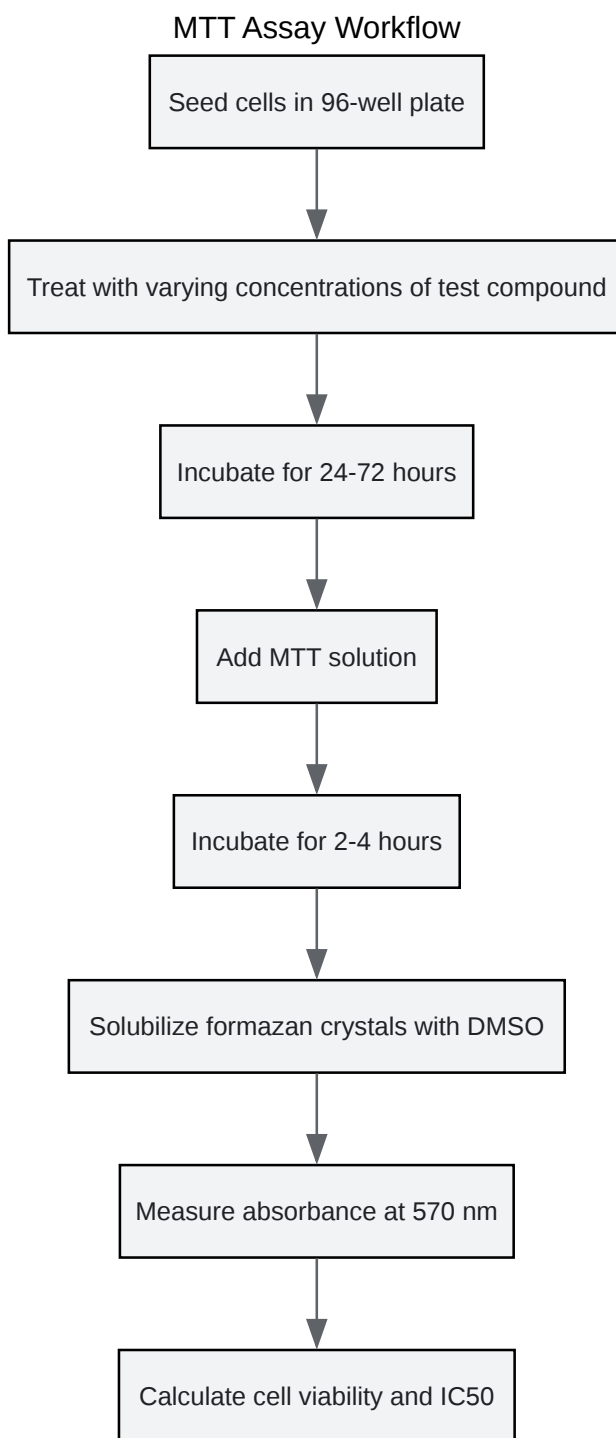 MTT Assay Workflow
Seed cells in 96-well plate
Treat with varying concentrations of test compound
Incubate for 24-72 hours
Add MTT solution
Incubate for 2-4 hours
Solubilize formazan crystals with DMSO
Measure absorbance at 570 nm
Calculate cell viability and IC50